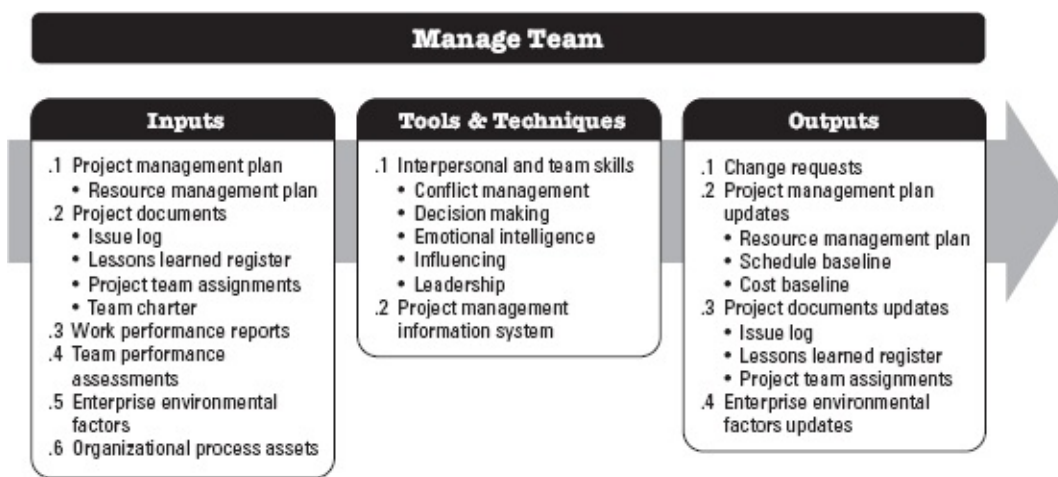 Manage Team
Inputs
.1 Project management plan
• Resource management plan
.2 Project documents
• Issue log
• Lessons learned register
• Project team assignments
• Team charter
.3 Work performance reports
.4 Team performance
assessments
.5 Enterprise environmental
factors
.6 Organizational process assets
Tools & Techniques
.1 Interpersonal and team skills
• Conflict management
• Decision making
• Emotional intelligence
• Influencing
• Leadership
.2 Project management
information system
Outputs
.1 Change requests
.2 Project management plan
updates
• Resource management plan
• Schedule baseline
• Cost baseline
.3 Project documents updates
• Issue log
• Lessons learned register
• Project team assignments
.4 Enterprise environmental
factors updates